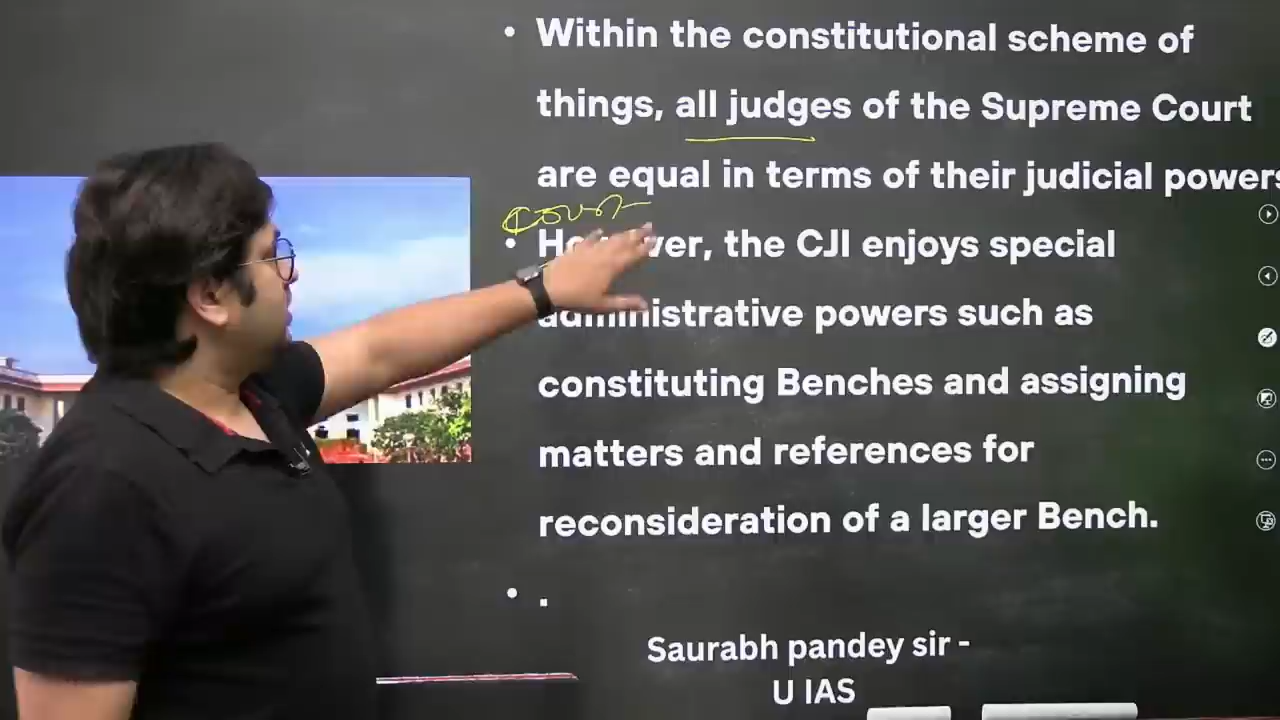 • Within the constitutional scheme of
things, all judges of the Supreme Court
are equal in terms of their judicial powers
• However, the CJI enjoys special
administrative powers such as
constituting Benches and assigning
matters and references for
reconsideration of a larger Bench.
• .
Saurabh pandey sir -
U IAS